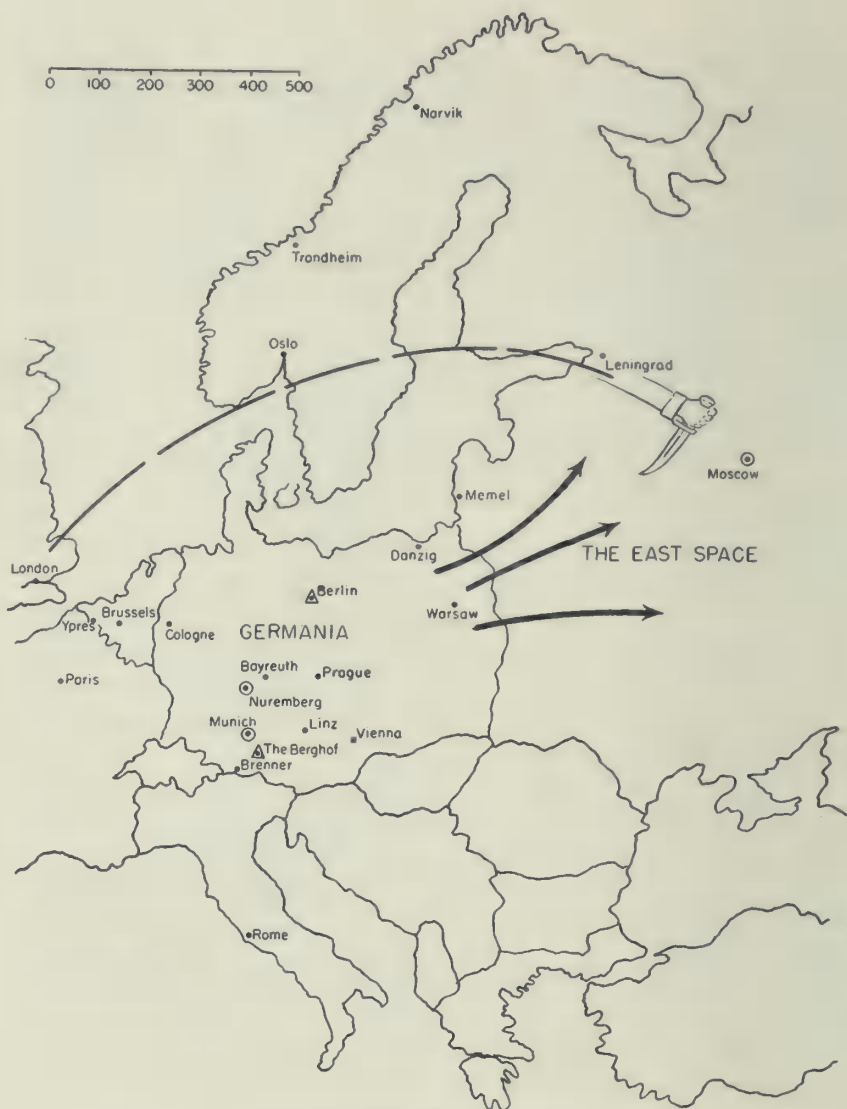 0 100 200 300 400 500
Narvik
Trondheim
Oslo
Leningrad
Moscow
Memel
Danzig
THE EAST SPACE
London
Berlin
Warsaw
Brussels
Ypres
Cologne
GERMANIA
Bayreuth
Prague
Paris
Nuremberg
Munich
Linz
Vienna
The Berghof
Brenner
Rome